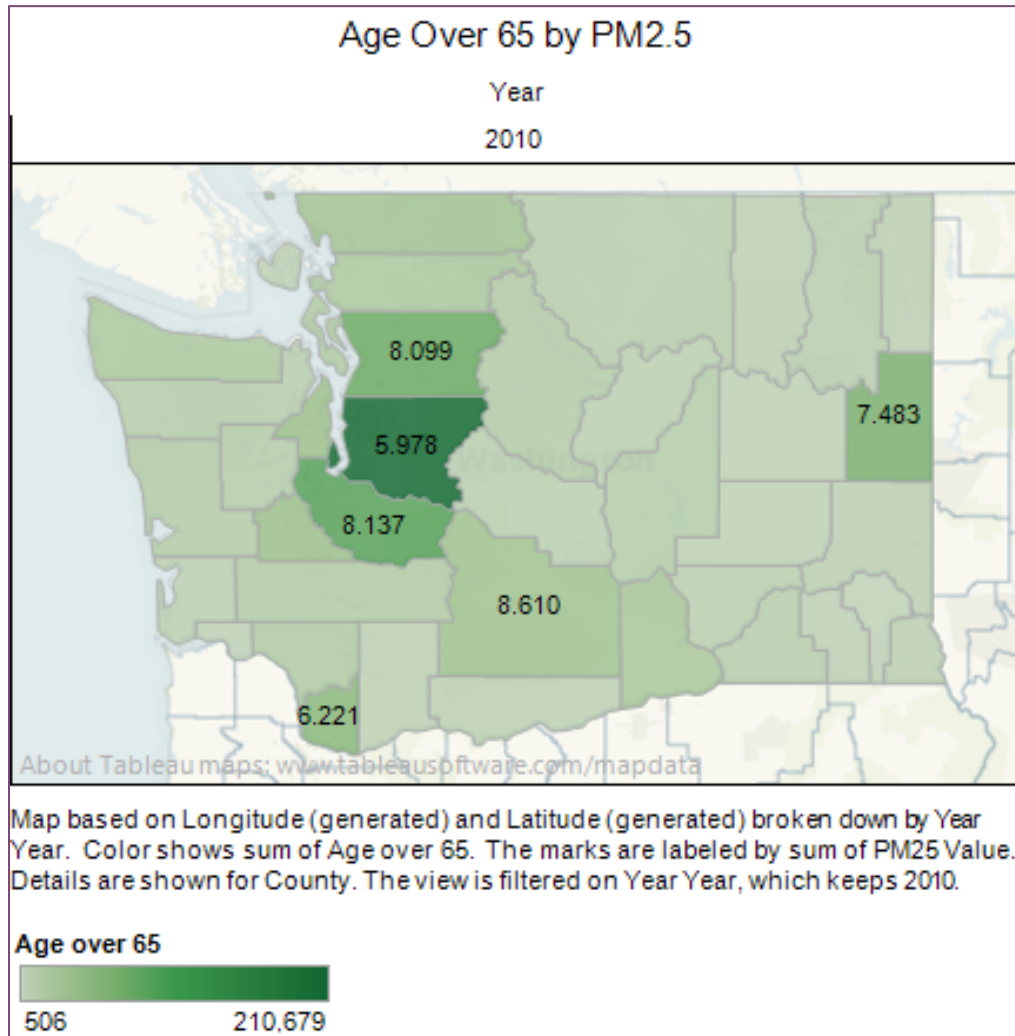 Age Over 65 by PM2.5
Year
2010
8.099
5.978
Washington
7.483
8.137
8.610
6.221
About Tableau maps: www.tableausoftware.com/mapdata
Map based on Longitude (generated) and Latitude (generated) broken down by Year
Year. Color shows sum of Age over 65. The marks are labeled by sum of PM25 Value.
Details are shown for County. The view is filtered on Year Year, which keeps 2010.
Age over 65
506 210,679